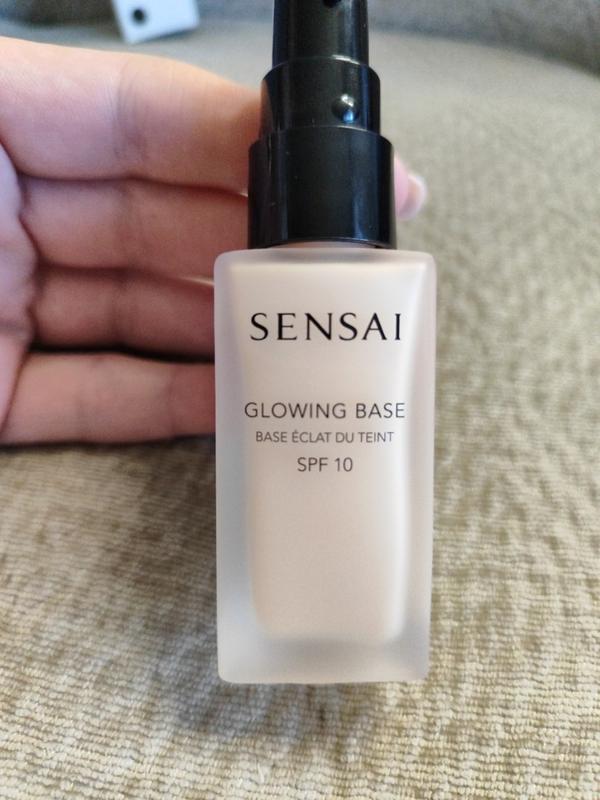 SENSAI
GLOWING BASE
BASE ÉCLAT DU TEINT
SPF 10